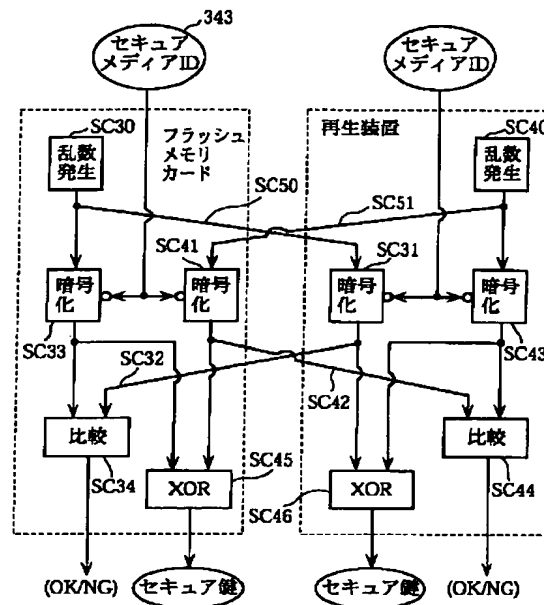 343
セキュア
メディアID
セキュア
メディアID
SC30
乱数
発生
フラッシュ
メモリ
カード
再生装置
SC40
乱数
発生
SC50
SC51
SC41
SC31
暗号
化
暗号
化
暗号
化
暗号
化
SC33
SC43
SC32
SC42
比較
比較
SC34
SC45
SC44
XOR
SC46
XOR
(OK/NG)
セキュア鍵
セキュア鍵
(OK/NG)